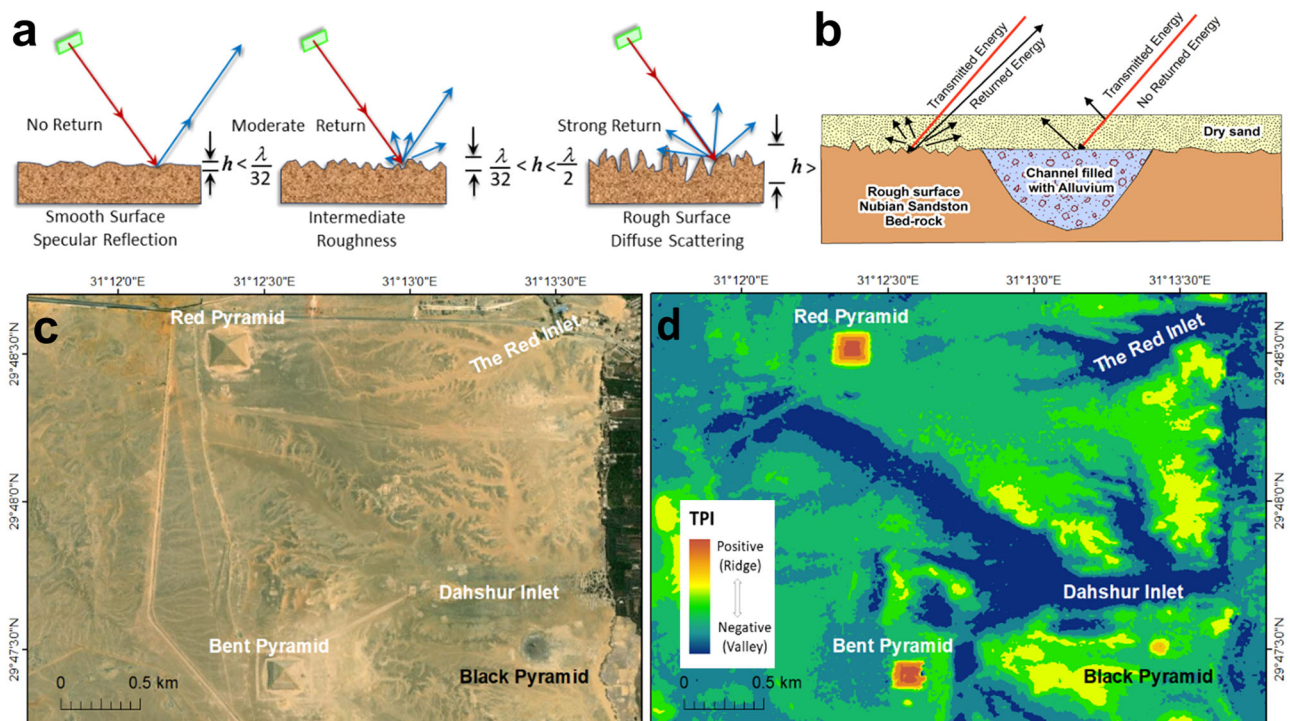 a
No Return
h < λ/32
Smooth Surface
Specular Reflection
Moderate Return
λ/32 < h < λ/2
Intermediate
Roughness
Strong Return
h >
Rough Surface
Diffuse Scattering
b
Transmitted Energy
Returned Energy
Transmitted Energy
No Returned Energy
Dry sand
Channel filled
with Alluvium
Rough surface
Nubian Sandston
Bed-rock
31°12'0"E 31°12'30"E 31°13'0"E 31°13'30"E
c
Red Pyramid
The Red Inlet
29°48'30"N
29°48'0"N
Dahshur Inlet
29°47'30"N
Bent Pyramid
Black Pyramid
0 0.5 km
31°12'0"E 31°12'30"E 31°13'0"E 31°13'30"E
d
Red Pyramid
The Red Inlet
29°48'30"N
29°48'0"N
TPI
Positive
(Ridge)
Negative
(Valley)
Dahshur Inlet
29°47'30"N
Bent Pyramid
Black Pyramid
0 0.5 km